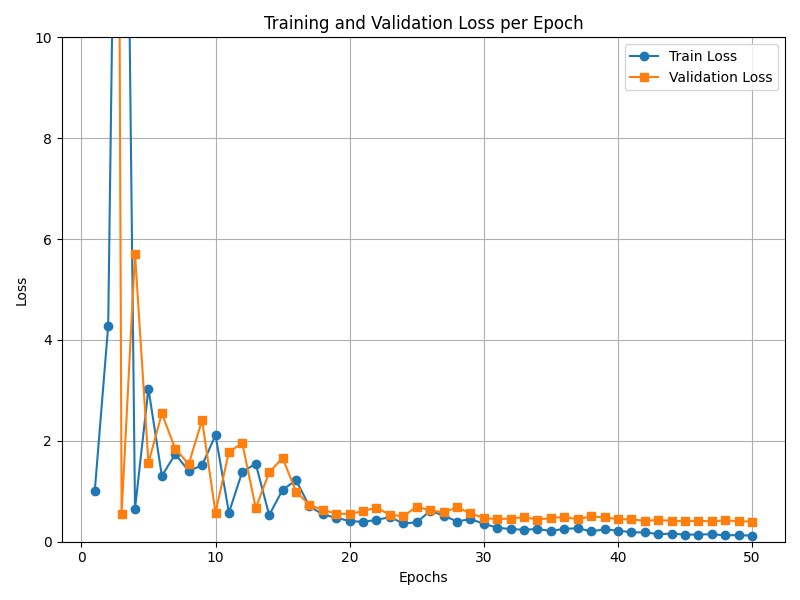 Training and Validation Loss per Epoch
Train Loss
Validation Loss
Loss
10
8
6
4
2
0
0 10 20 30 40 50
Epochs